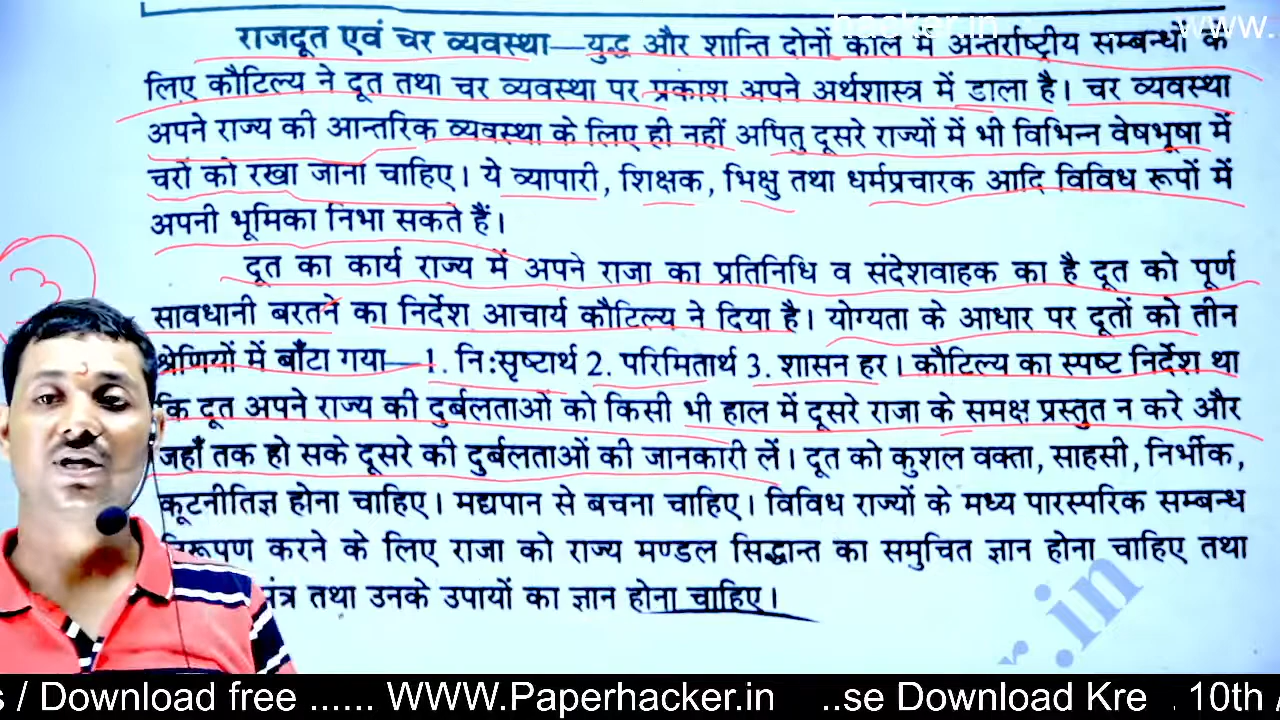 hacker.in www.
राजदूत एवं चर व्यवस्था—युद्ध और शान्ति दोनों काल में अन्तर्राष्ट्रीय सम्बन्धों के
लिए कौटिल्य ने दूत तथा चर व्यवस्था पर प्रकाश अपने अर्थशास्त्र में डाला है। चर व्यवस्था
अपने राज्य की आन्तरिक व्यवस्था के लिए ही नहीं अपितु दूसरे राज्यों में भी विभिन्न वेषभूषा में
चरों को रखा जाना चाहिए। ये व्यापारी, शिक्षक, भिक्षु तथा धर्मप्रचारक आदि विविध रूपों में
अपनी भूमिका निभा सकते हैं।
दूत का कार्य राज्य में अपने राजा का प्रतिनिधि व संदेशवाहक का है दूत को पूर्ण
सावधानी बरतने का निर्देश आचार्य कौटिल्य ने दिया है। योग्यता के आधार पर दूतों को तीन
श्रेणियों में बाँटा गया—1. नि:सृष्टार्थ 2. परिमितार्थ 3. शासन हर। कौटिल्य का स्पष्ट निर्देश था
कि दूत अपने राज्य की दुर्बलताओं को किसी भी हाल में दूसरे राजा के समक्ष प्रस्तुत न करे और
जहाँ तक हो सके दूसरे की दुर्बलताओं की जानकारी लें। दूत को कुशल वक्ता, साहसी, निर्भीक,
कूटनीतिज्ञ होना चाहिए। मद्यपान से बचना चाहिए। विविध राज्यों के मध्य पारस्परिक सम्बन्ध
निरूपण करने के लिए राजा को राज्य मण्डल सिद्धान्त का समुचित ज्ञान होना चाहिए तथा
तथा उनके उपायों का ज्ञान होना चाहिए।
r.in
s / Download free ...... WWW.Paperhacker.in ..se Download Kre . 10th